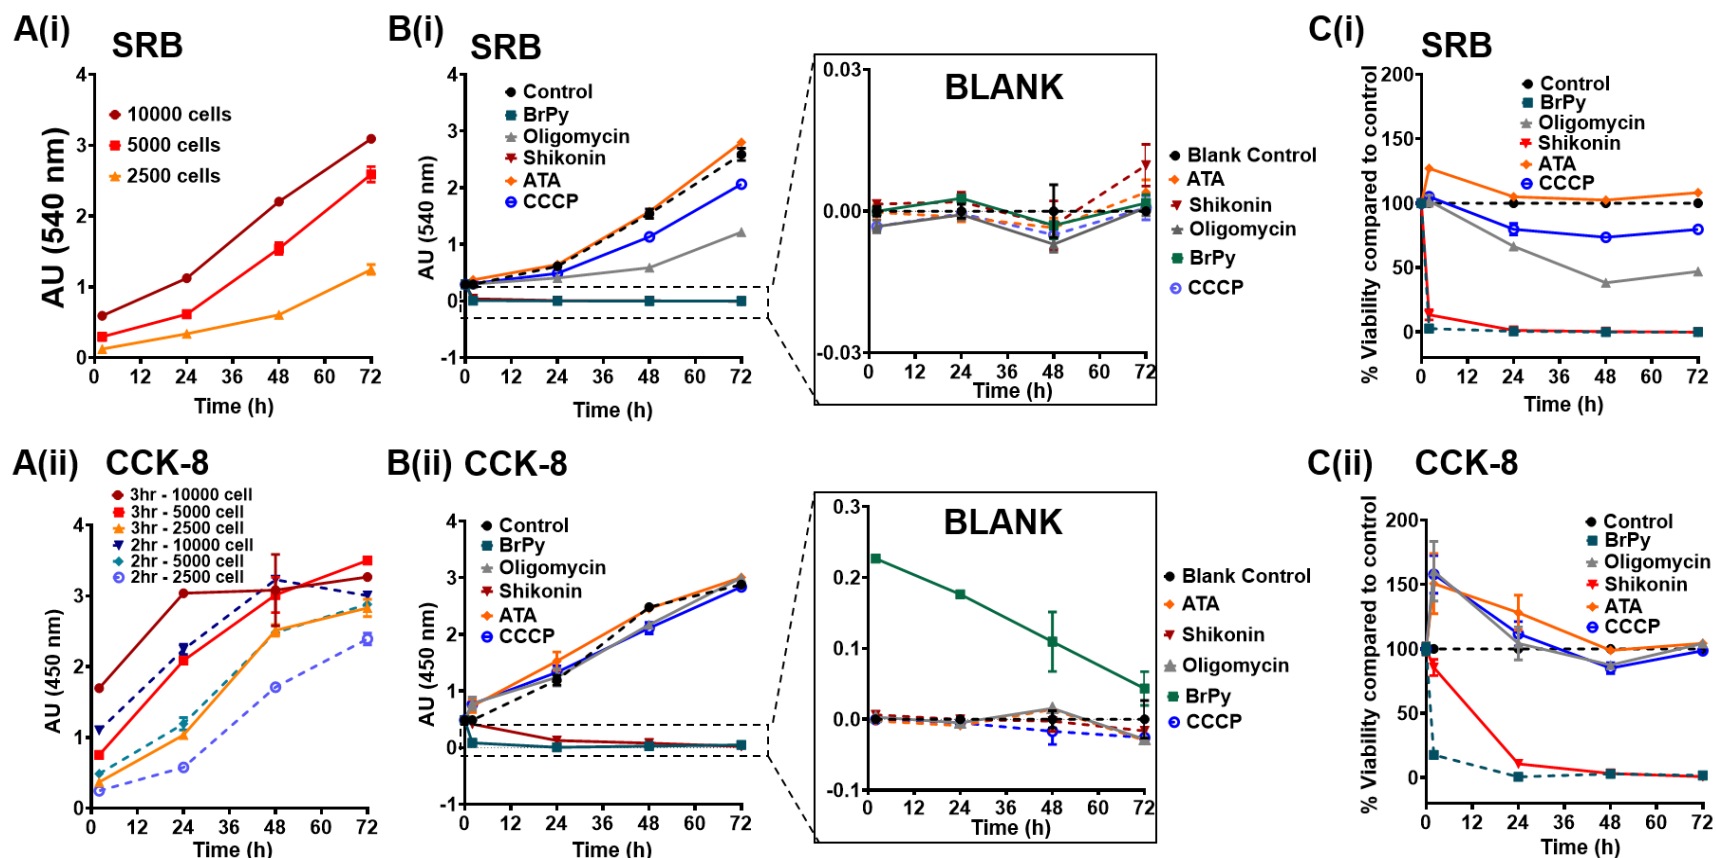 A(i)
SRB
AU (540 nm)
4
3
2
1
0
10000 cells
5000 cells
2500 cells
0 12 24 36 48 60 72
Time (h)
B(i)
SRB
AU (540 nm)
4
3
2
1
0
-1
Control
BrPy
Oligomycin
Shikonin
ATA
CCCP
0 12 24 36 48 60 72
Time (h)
BLANK
0.03
0.00
-0.03
0 12 24 36 48 60 72
Time (h)
Blank Control
ATA
Shikonin
Oligomycin
BrPy
CCCP
C(i)
SRB
% Viability compared to control
200
150
100
50
0
Control
BrPy
Oligomycin
Shikonin
ATA
CCCP
0 12 24 36 48 60 72
Time (h)
A(ii)
CCK-8
AU (450 nm)
3hr - 10000 cell
3hr - 5000 cell
3hr - 2500 cell
2hr - 10000 cell
2hr - 5000 cell
2hr - 2500 cell
4
3
2
1
0
0 12 24 36 48 60 72
Time (h)
B(ii)
CCK-8
AU (450 nm)
4
3
2
1
0
-1
Control
BrPy
Oligomycin
Shikonin
ATA
CCCP
0 12 24 36 48 60 72
Time (h)
BLANK
0.3
0.2
0.1
0.0
-0.1
0 12 24 36 48 60 72
Time (h)
Blank Control
ATA
Shikonin
Oligomycin
BrPy
CCCP
C(ii)
CCK-8
% Viability compared to control
200
150
100
50
0
Control
BrPy
Oligomycin
Shikonin
ATA
CCCP
0 12 24 36 48 60 72
Time (h)